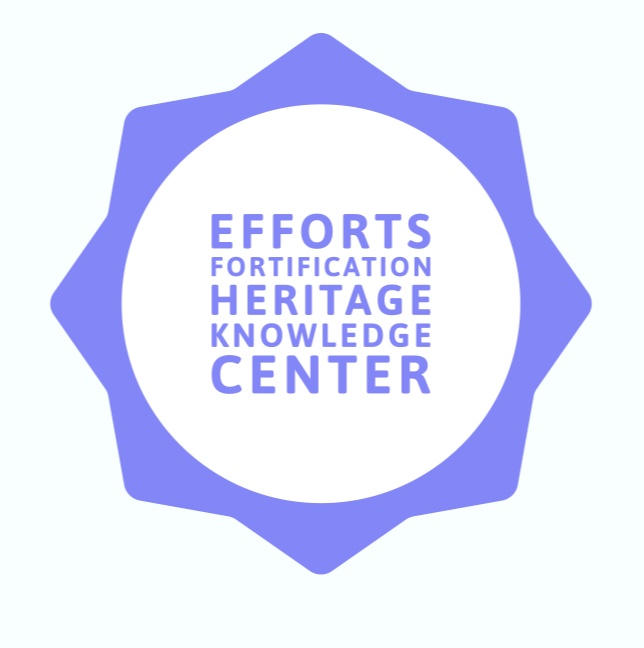 EFFORTS
FORTIFICATION
HERITAGE
KNOWLEDGE
CENTER